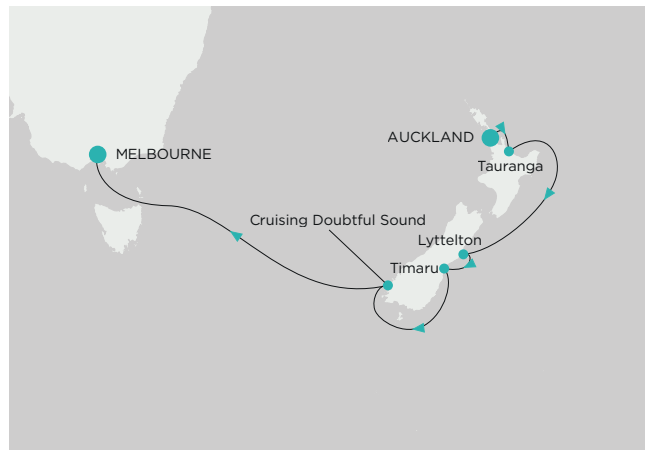 AUCKLAND
MELBOURNE
Tauranga
Cruising Doubtful Sound
Lyttelton
Timaru